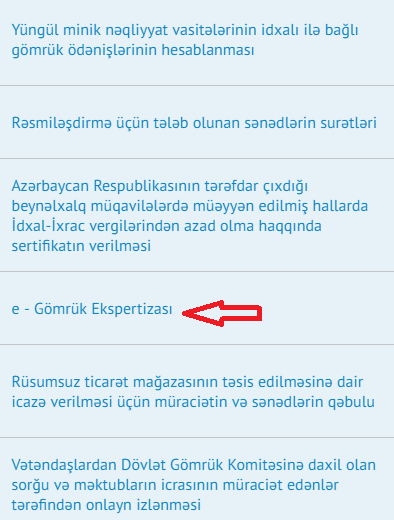 Yüngül minik nəqliyyat vasitələrinin idxalı ilə bağlı
gömrük ödənişlərinin hesablanması
Rəsmiləşdirmə üçün tələb olunan sənədlərin surətləri
Azərbaycan Respublikasının tərəfdar çıxdığı
beynəlxalq müqavilələrdə müəyyən edilmiş hallarda
İdxal-İxrac vergilərindən azad olma haqqında
sertifikatın verilməsi
e - Gömrük Ekspertizası
Rüsumsuz ticarət mağazasının təsis edilməsinə dair
icazə verilməsi üçün müraciətin və sənədlərin qəbulu
Vətəndaşlardan Dövlət Gömrük Komitəsinə daxil olan
sorğu və məktubların icrasının müraciət edənlər
tərəfindən onlayn izlənməsi